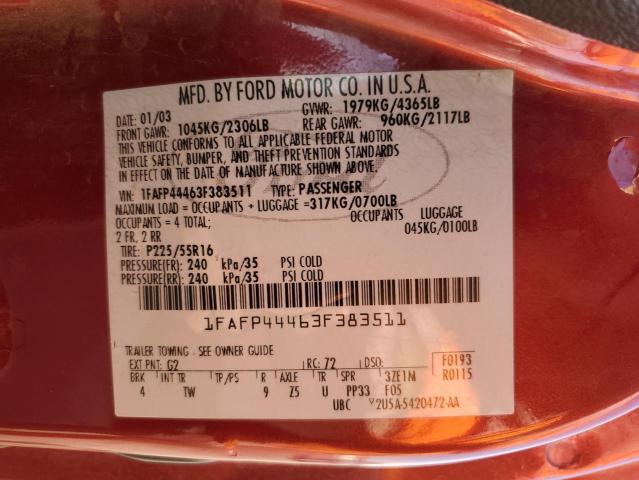 MFD. BY FORD MOTOR CO. IN U.S.A.
DATE: 01/03 GVWR: 1979KG/4365LB
FRONT GAWR: 1045KG/2306LB REAR GAWR: 960KG/2117LB
THIS VEHICLE CONFORMS TO ALL APPLICABLE FEDERAL MOTOR
VEHICLE SAFETY, BUMPER, AND THEFT PREVENTION STANDARDS
IN EFFECT ON THE DATE OF MANUFACTURE SHOWN ABOVE.
VIN: 1FAFP44463F383511 TYPE: PASSENGER
MAXIMUM LOAD = OCCUPANTS + LUGGAGE =317KG/0700LB
OCCUPANTS = 4 TOTAL; OCCUPANTS LUGGAGE
2 FR, 2 RR 045KG/0100LB
TIRE: P225/55R16
PRESSURE(FR): 240 kPa/35 PSI COLD
PRESSURE(RR): 240 kPa/35 PSI COLD
1FAFP44463F383511
TRAILER TOWING - SEE OWNER GUIDE
EXT PNT: G2 RC: 72 DSO: F0193
BRK INT TR TP/PS R AXLE TR SPR 3ZE1M R0115
4 TW 9 Z5 U PP33 F05
UBC 2U5A-5420472-AA